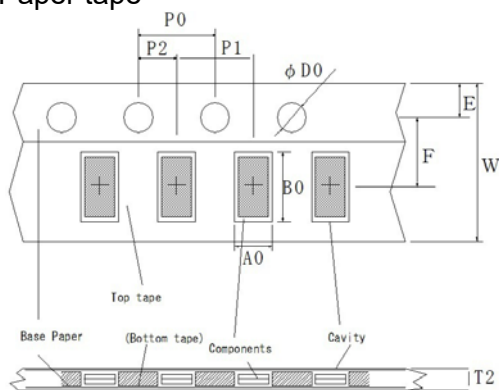 Paper tape
P0
P2 P1
φD0
E
F
W
B0
A0
Top tape
Base Paper
(Bottom tape)
Components
Cavity
T2